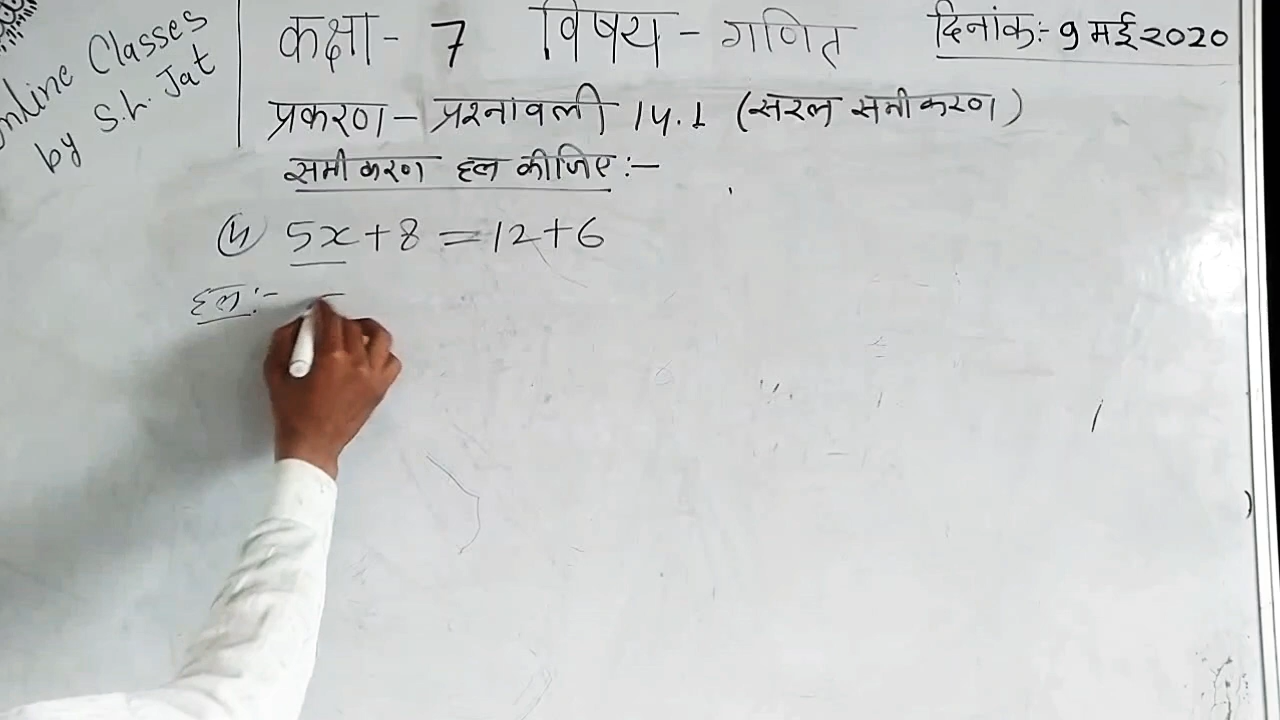 nline Classes
by S.L. Jat
कक्षा - 7 विषय - गणित दिनांक:- 9 मई 2020
प्रकरण - प्रश्नावली 14.1 (सरल समीकरण)
समीकरण हल कीजिए:-
(4) 5x + 8 = 12 + 6
हल:-